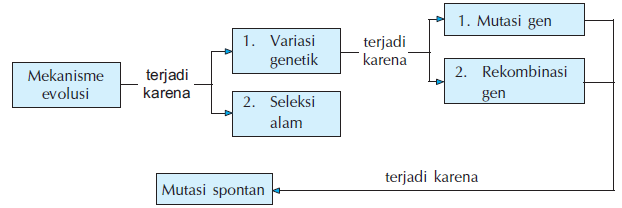 Mekanisme
evolusi
terjadi
karena
1. Variasi
genetik
2. Seleksi
alam
terjadi
karena
1. Mutasi gen
2. Rekombinasi
gen
terjadi karena
Mutasi spontan